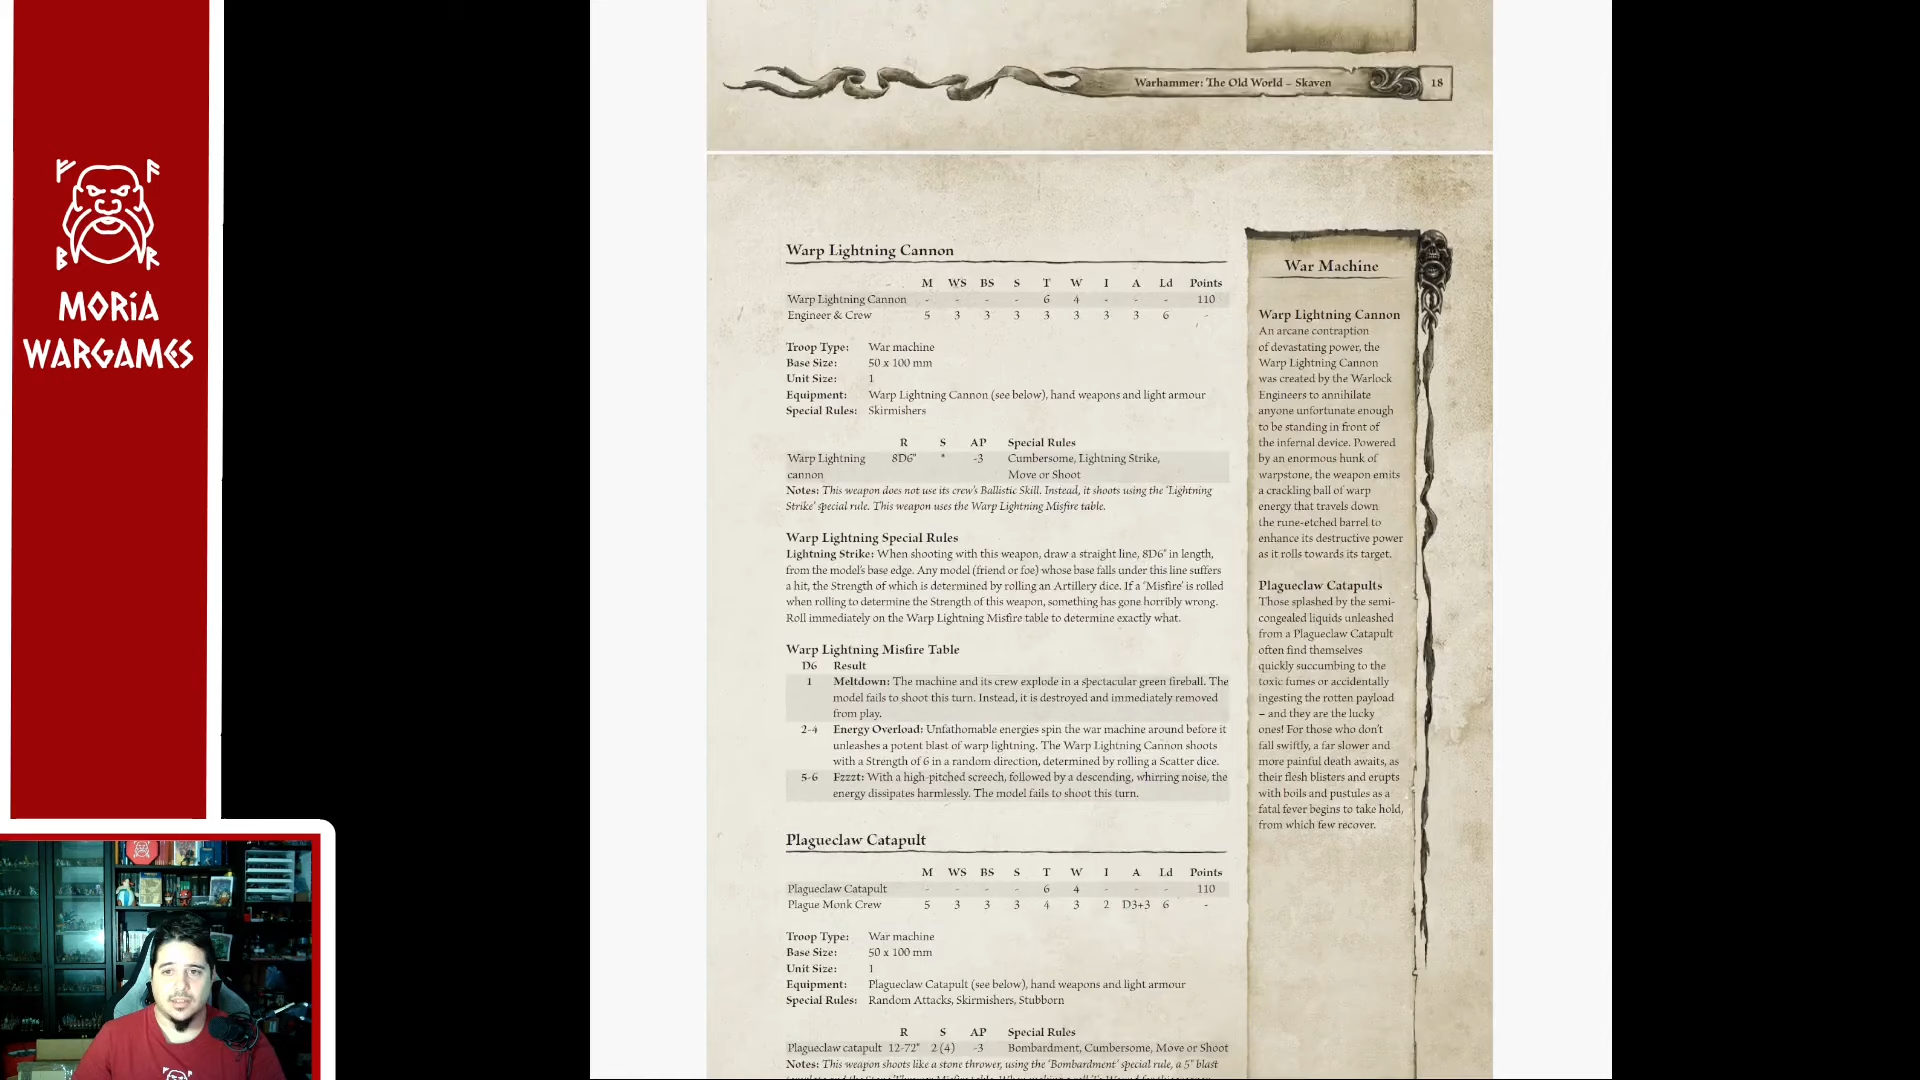 MORIA
WARGAMES
Warhammer: The Old World – Skaven 18
Warp Lightning Cannon
M WS BS S T W I A Ld Points
Warp Lightning Cannon - - - - 6 4 - - - 110
Engineer & Crew 5 3 3 3 3 3 3 3 6 -
Troop Type: War machine
Base Size: 50 x 100 mm
Unit Size: 1
Equipment: Warp Lightning Cannon (see below), hand weapons and light armour
Special Rules: Skirmishers
R S AP Special Rules
Warp Lightning 8D6" * -3 Cumbersome, Lightning Strike,
cannon Move or Shoot
Notes: This weapon does not use its crew's Ballistic Skill. Instead, it shoots using the 'Lightning
Strike' special rule. This weapon uses the Warp Lightning Misfire table.
Warp Lightning Special Rules
Lightning Strike: When shooting with this weapon, draw a straight line, 8D6" in length,
from the model's base edge. Any model (friend or foe) whose base falls under this line suffers
a hit, the Strength of which is determined by rolling an Artillery dice. If a 'Misfire' is rolled
when rolling to determine the Strength of this weapon, something has gone horribly wrong.
Roll immediately on the Warp Lightning Misfire table to determine exactly what.
Warp Lightning Misfire Table
D6 Result
1 Meltdown: The machine and its crew explode in a spectacular green fireball. The
model fails to shoot this turn. Instead, it is destroyed and immediately removed
from play.
2-4 Energy Overload: Unfathomable energies spin the war machine around before it
unleashes a potent blast of warp lightning. The Warp Lightning Cannon shoots
with a Strength of 6 in a random direction, determined by rolling a Scatter dice.
5-6 Fzzzt: With a high-pitched screech, followed by a descending, whirring noise, the
energy dissipates harmlessly. The model fails to shoot this turn.
Plagueclaw Catapult
M WS BS S T W I A Ld Points
Plagueclaw Catapult - - - - 6 4 - - - 110
Plague Monk Crew 5 3 3 3 4 3 2 D3+3 6 -
Troop Type: War machine
Base Size: 50 x 100 mm
Unit Size: 1
Equipment: Plagueclaw Catapult (see below), hand weapons and light armour
Special Rules: Random Attacks, Skirmishers, Stubborn
R S AP Special Rules
Plagueclaw catapult 12-72" 2 (4) -3 Bombardment, Cumbersome, Move or Shoot
Notes: This weapon shoots like a stone thrower, using the 'Bombardment' special rule, a 5" blast
War Machine
Warp Lightning Cannon
An arcane contraption
of devastating power, the
Warp Lightning Cannon
was created by the Warlock
Engineers to annihilate
anyone unfortunate enough
to be standing in front of
the infernal device. Powered
by an enormous hunk of
warpstone, the weapon emits
a crackling ball of warp
energy that travels down
the rune-etched barrel to
enhance its destructive power
as it rolls towards its target.
Plagueclaw Catapults
Those splashed by the semi-
congealed liquids unleashed
from a Plagueclaw Catapult
often find themselves
quickly succumbing to the
toxic fumes or accidentally
ingesting the rotten payload
– and they are the lucky
ones! For those who don't
fall swiftly, a far slower and
more painful death awaits, as
their flesh blisters and erupts
with boils and pustules as a
fatal fever begins to take hold,
from which few recover.